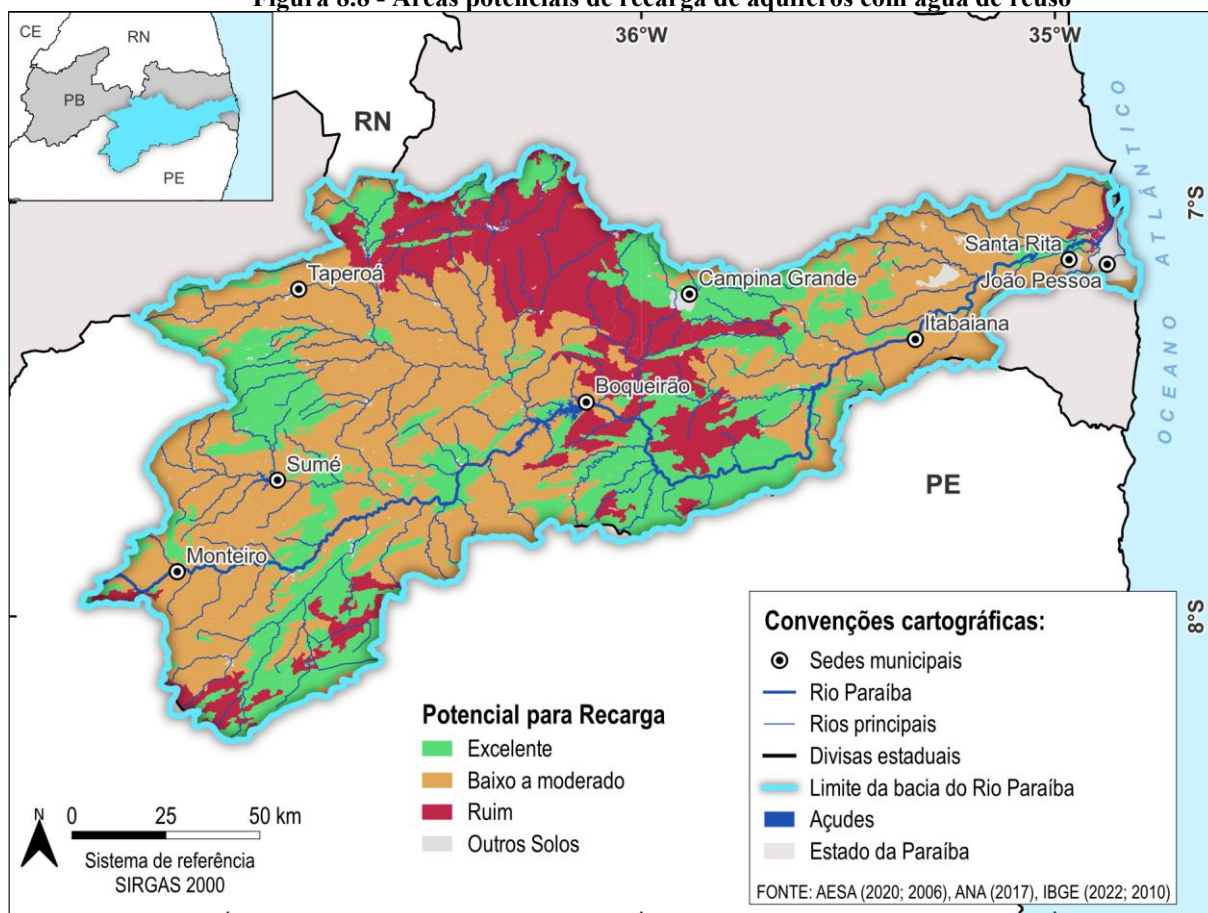 Figura 8.8 - Áreas potenciais de recarga de aquíferos com água de reuso
36°W
35°W
CE
RN
PB
PE
RN
OCEANO ATLÂNTICO
7°S
Santa Rita
João Pessoa
Taperoá
Campina Grande
Itabaiana
Boqueirão
Sumé
PE
Monteiro
8°S
Potencial para Recarga
Excelente
Baixo a moderado
Ruim
Outros Solos
N
0 25 50 km
Sistema de referência
SIRGAS 2000
Convenções cartográficas:
Sedes municipais
Rio Paraíba
Rios principais
Divisas estaduais
Limite da bacia do Rio Paraíba
Açudes
Estado da Paraíba
FONTE: AESA (2020; 2006), ANA (2017), IBGE (2022; 2010)